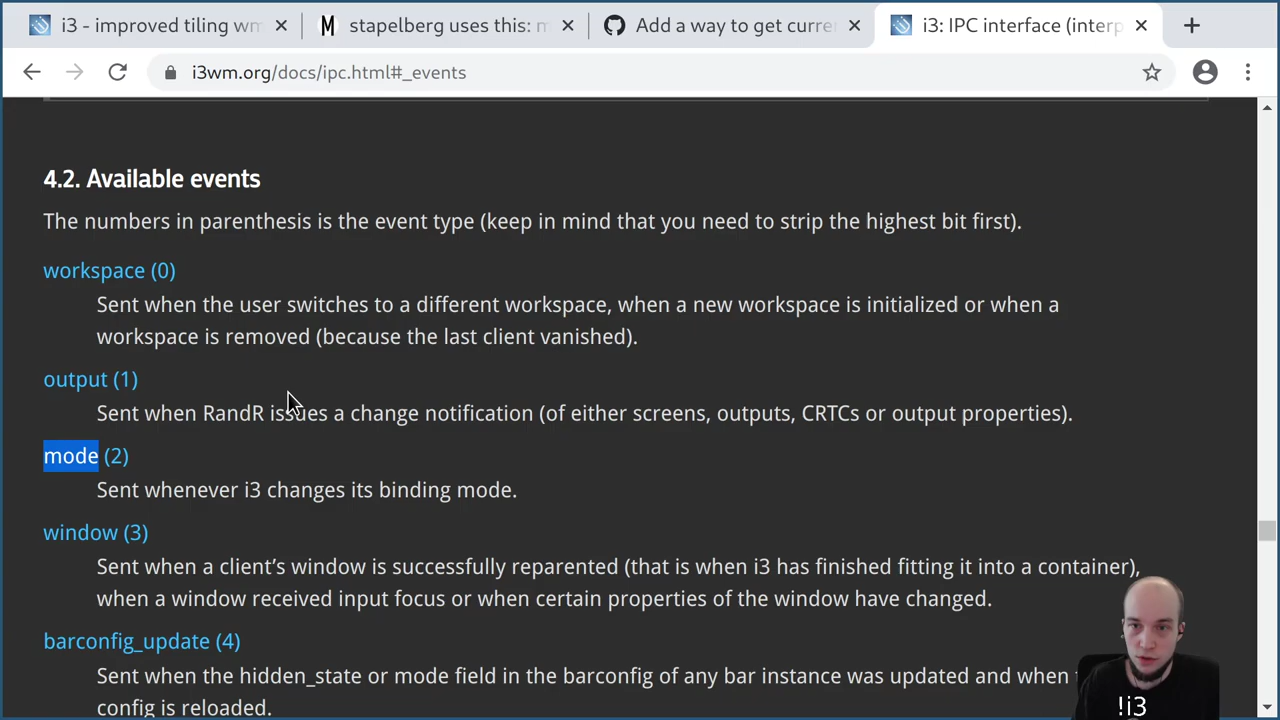 i3 - improved tiling wm
stapelberg uses this: m
Add a way to get curre
i3: IPC interface (interp
i3wm.org/docs/ipc.html#_events
4.2. Available events
The numbers in parenthesis is the event type (keep in mind that you need to strip the highest bit first).
workspace (0)
Sent when the user switches to a different workspace, when a new workspace is initialized or when a
workspace is removed (because the last client vanished).
output (1)
Sent when RandR issues a change notification (of either screens, outputs, CRTCs or output properties).
mode (2)
Sent whenever i3 changes its binding mode.
window (3)
Sent when a client’s window is successfully reparented (that is when i3 has finished fitting it into a container),
when a window received input focus or when certain properties of the window have changed.
barconfig_update (4)
Sent when the hidden_state or mode field in the barconfig of any bar instance was updated and when
config is reloaded.
!i3